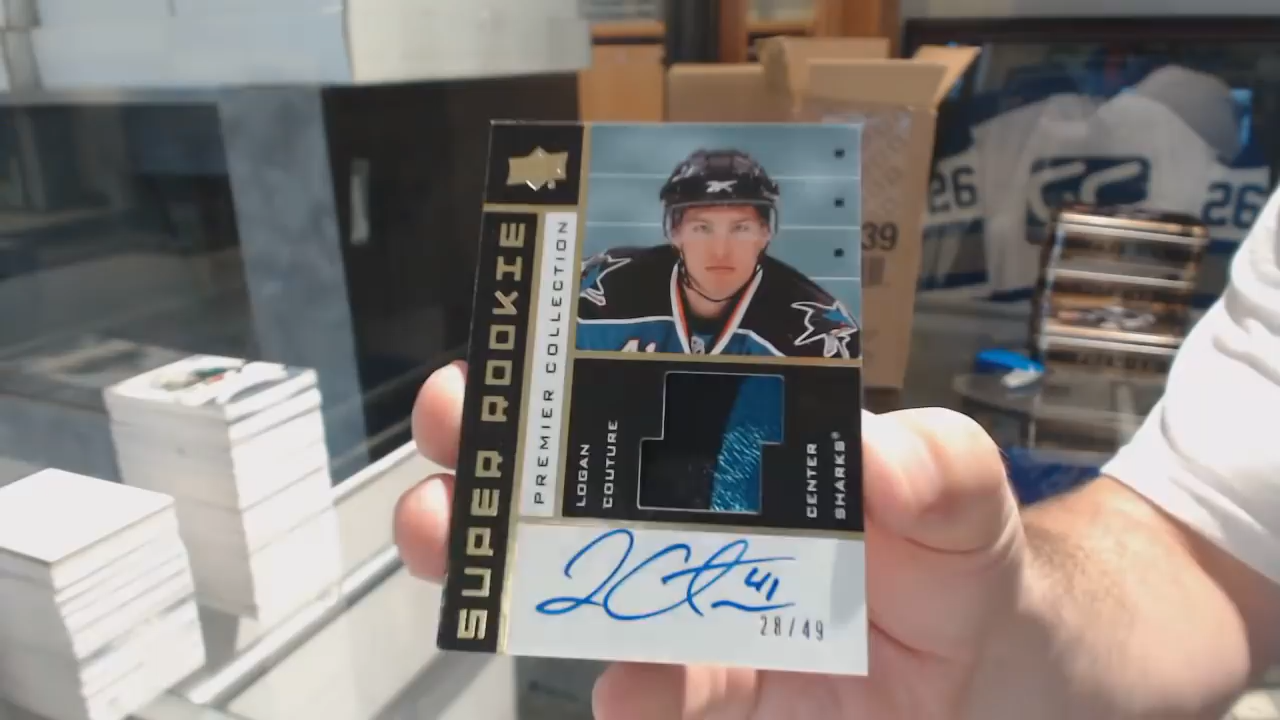 SUPER ROOKIE
PREMIER COLLECTION
LOGAN
COUTURE
CENTER
SHARKS®
41
28/49
39
26
26